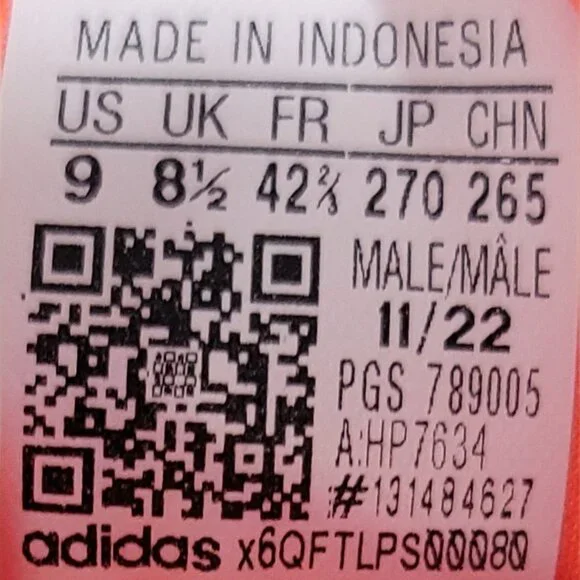 MADE IN INDONESIA
US UK FR JP CHN
9 8½ 42⅔ 270 265
MALE/MÂLE
11/22
PGS 789005
A:HP7634
#131484627
adidas x6QFTLPS00080